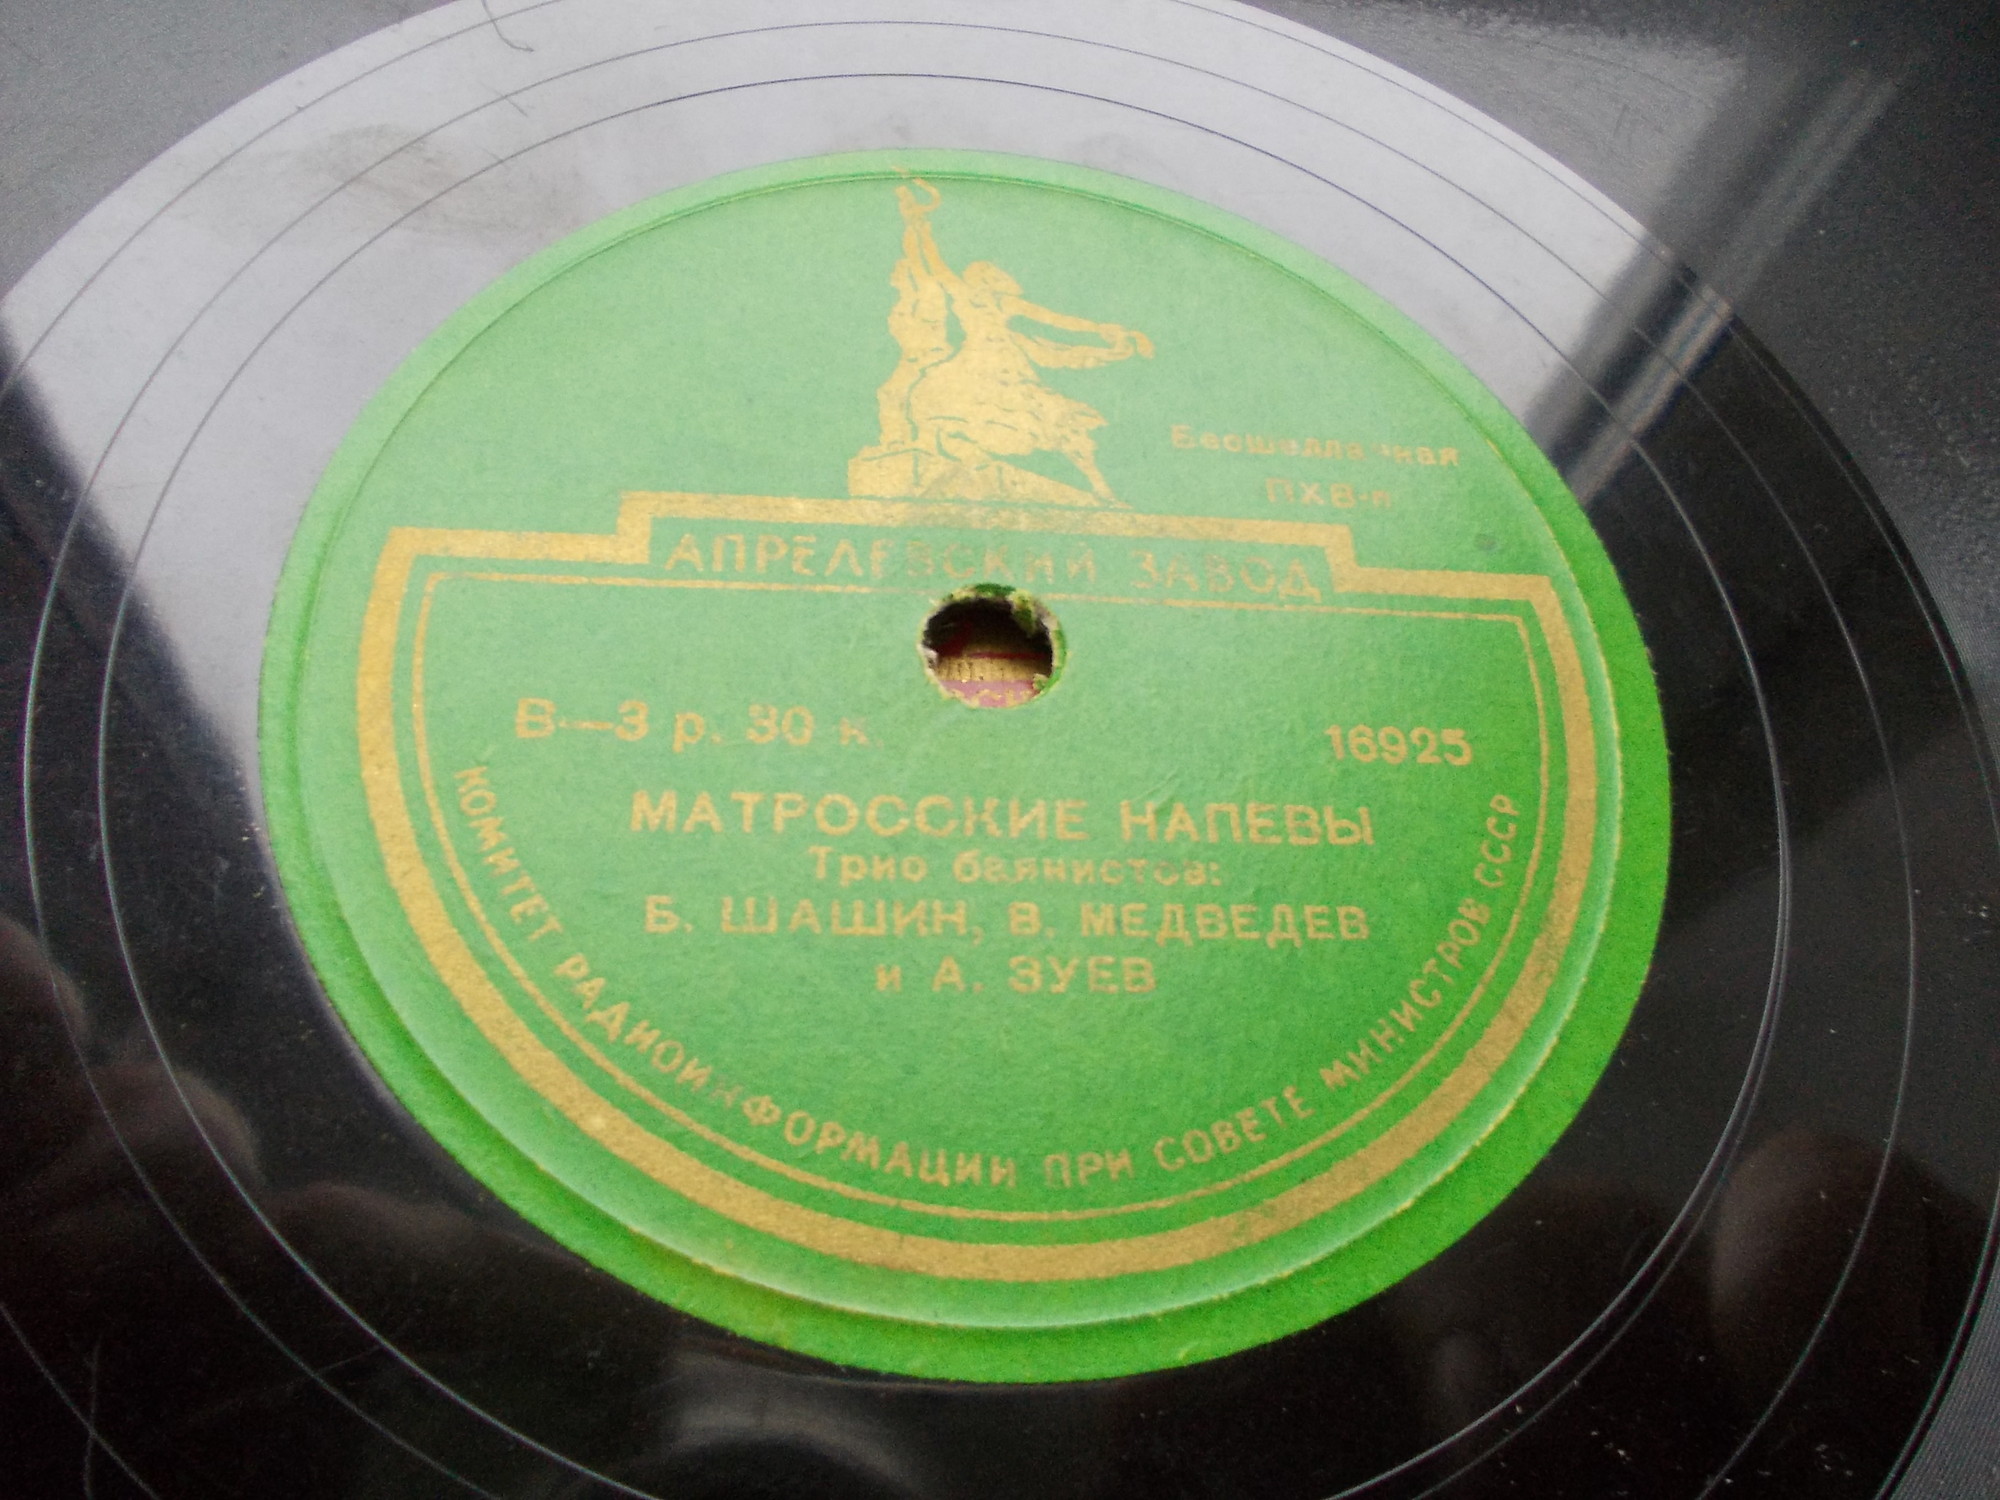 Бесшеллачная
ПХВ-п
АПРЕЛЕВСКИЙ ЗАВОД
В—3 р. 30 к.
16925
МАТРОССКИЕ НАПЕВЫ
Трио баянистов:
Б. ШАШИН, В. МЕДВЕДЕВ
и А. ЗУЕВ
КОМИТЕТ РАДИОИНФОРМАЦИИ ПРИ СОВЕТЕ МИНИСТРОВ СССР